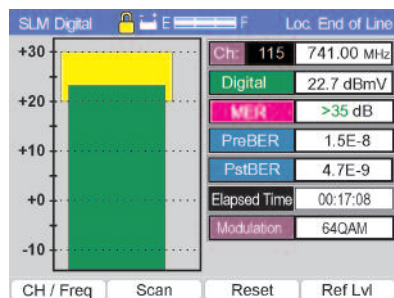 SLM Digital E F Loc. End of Line
+30
+20
+10
+0
-10
Ch: 115 741.00 MHz
Digital 22.7 dBmV
MER >35 dB
PreBER 1.5E-8
PstBER 4.7E-9
Elapsed Time 00:17:08
Modulation 64QAM
CH / Freq Scan Reset Ref Lvl